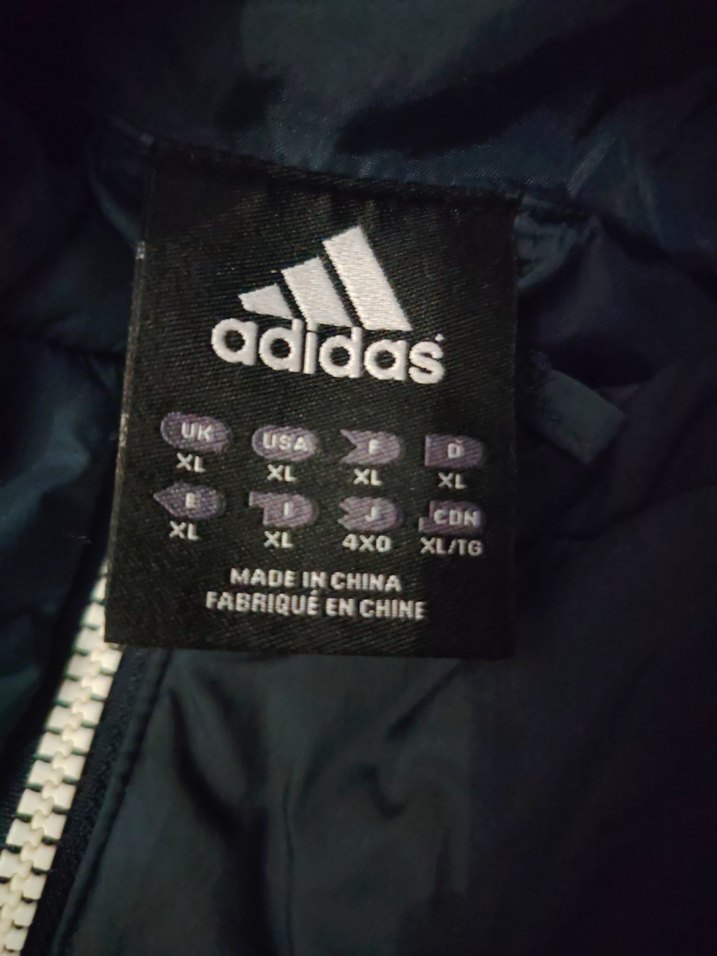 adidas
UK USA F D
XL XL XL XL
E I J CDN
XL XL 4XO XL/TG
MADE IN CHINA
FABRIQUÉ EN CHINE